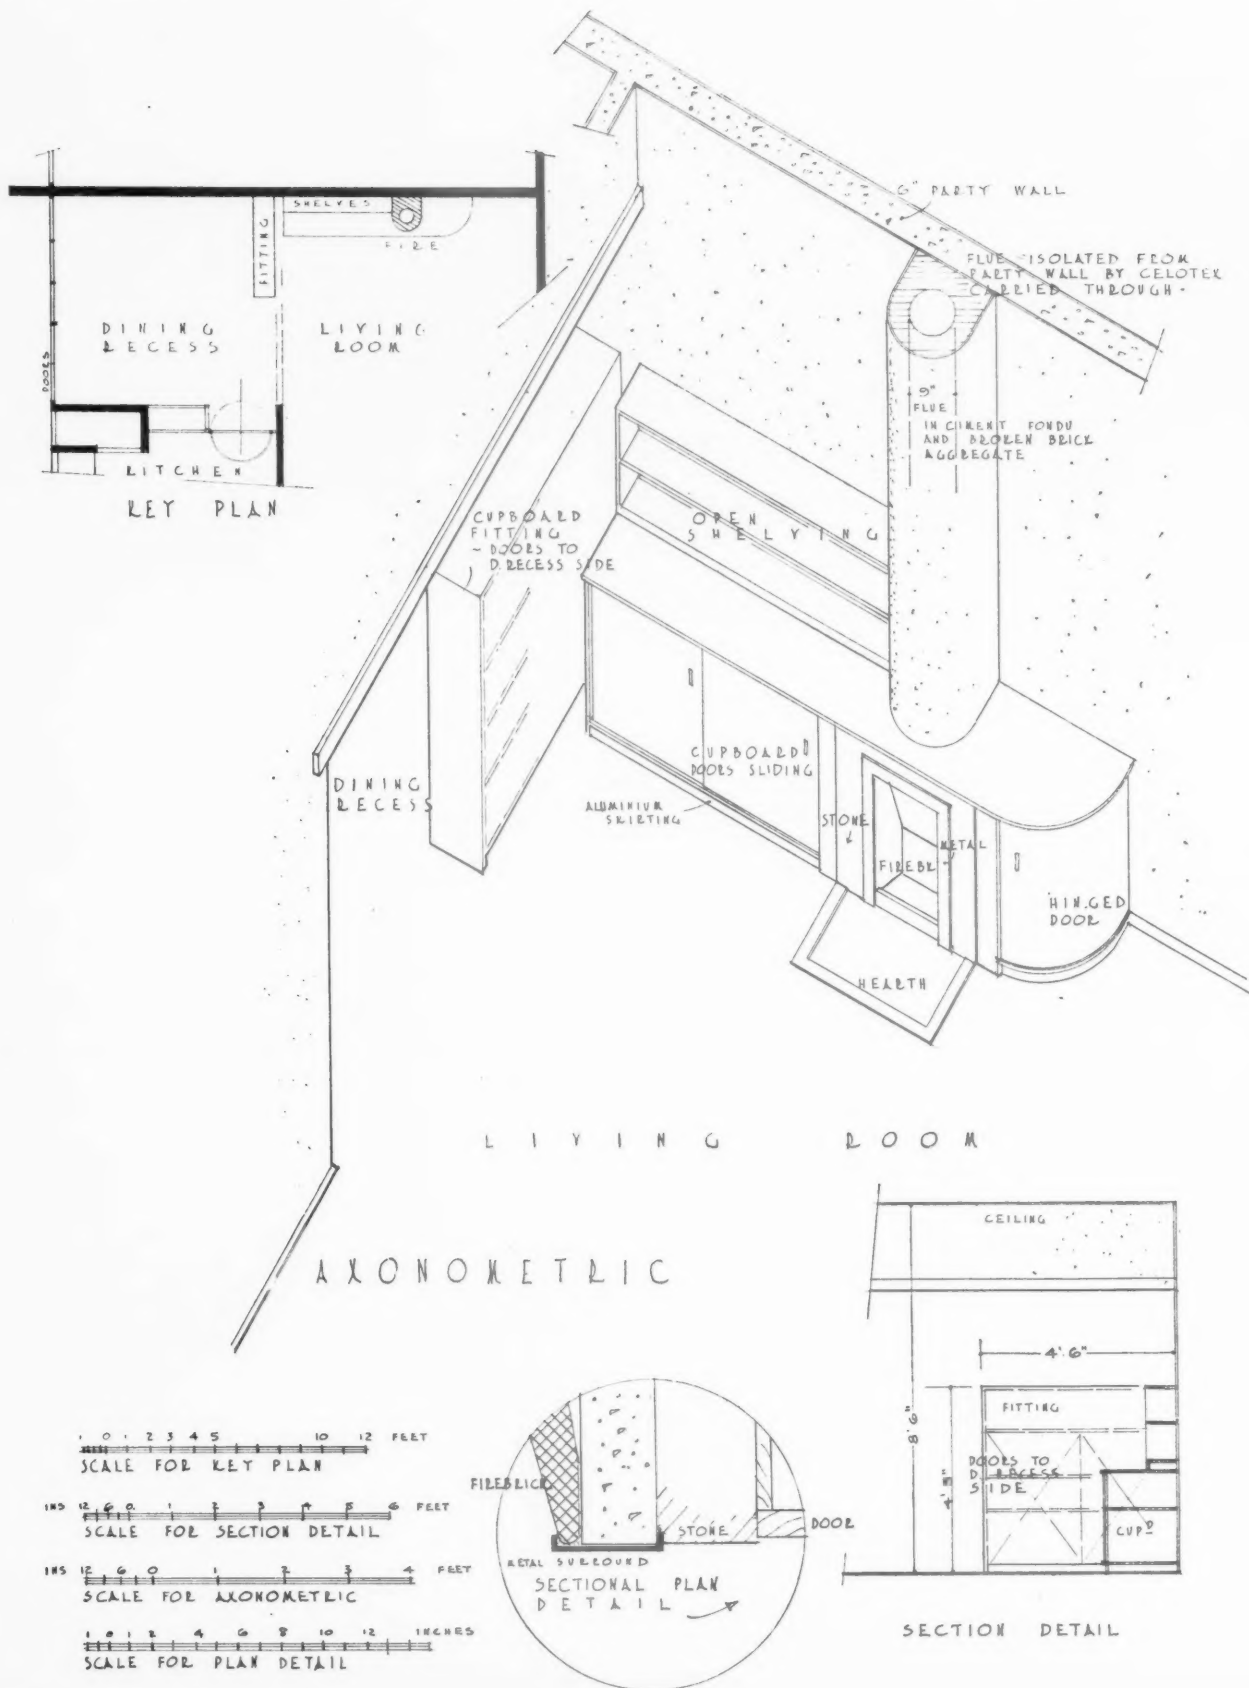 SHELVES
FIRE
FITTING
DINING
RECESS
LIVING
ROOM
DOORS
KITCHEN
KEY PLAN
6" PARTY WALL
FLUE ISOLATED FROM
PARTY WALL BY CELOTEX
CARRIED THROUGH -
9"
FLUE
IN CIMENT FONDU
AND BROKEN BRICK
AGGREGATE
CUPBOARD
FITTING
~ DOORS TO
D. RECESS SIDE
OPEN
SHELVING
DINING
RECESS
CUPBOARD
DOORS SLIDING
ALUMINIUM
SKIRTING
STONE
METAL
FIREBR
HINGED
DOOR
HEARTH
LIVING ROOM
AXONOMETRIC
CEILING
4'.6"
8'.6"
FITTING
DOORS TO
D. RECESS
SIDE
CUPD
SECTION DETAIL
1 0 1 2 3 4 5 10 12 FEET
SCALE FOR KEY PLAN
INS 12 6 0 1 2 3 4 5 6 FEET
SCALE FOR SECTION DETAIL
INS 12 6 0 1 2 3 4 FEET
SCALE FOR AXONOMETRIC
1 0 1 2 4 6 8 10 12 INCHES
SCALE FOR PLAN DETAIL
FIREBRICK
STONE
DOOR
METAL SURROUND
SECTIONAL PLAN
DETAIL